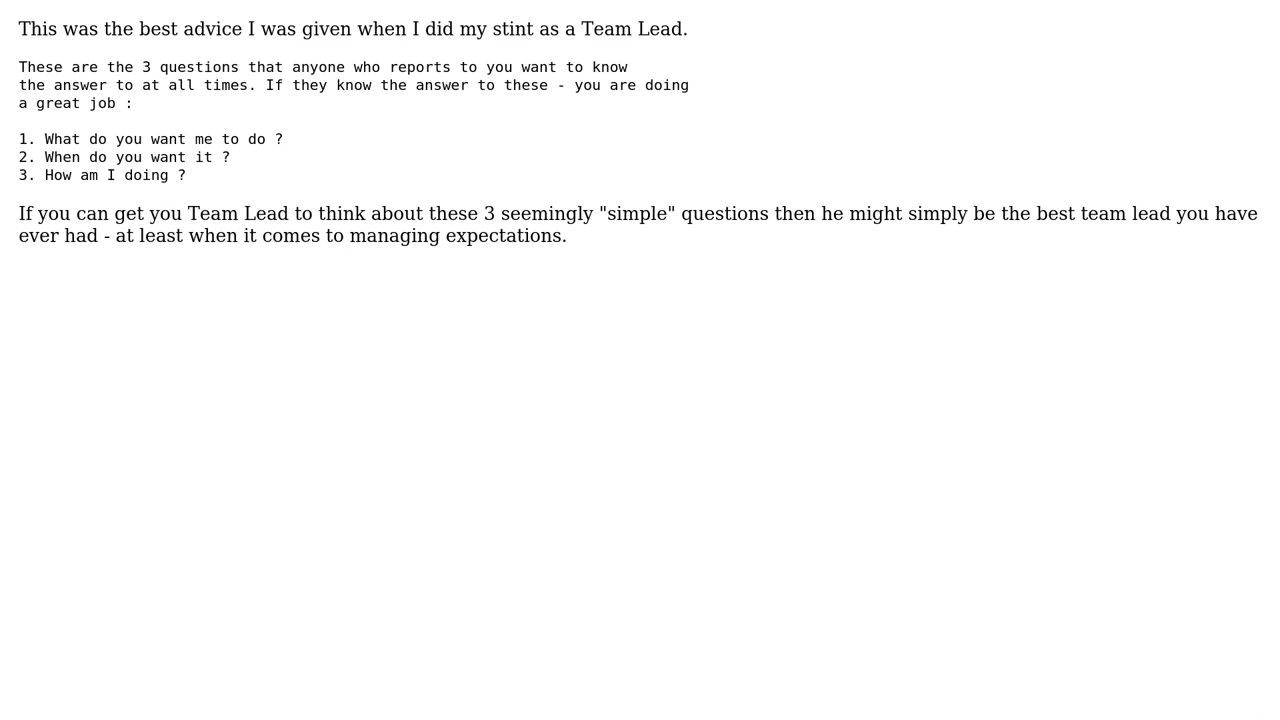 This was the best advice I was given when I did my stint as a Team Lead.
These are the 3 questions that anyone who reports to you want to know
the answer to at all times. If they know the answer to these - you are doing
a great job :
1. What do you want me to do ?
2. When do you want it ?
3. How am I doing ?
If you can get you Team Lead to think about these 3 seemingly "simple" questions then he might simply be the best team lead you have
ever had - at least when it comes to managing expectations.